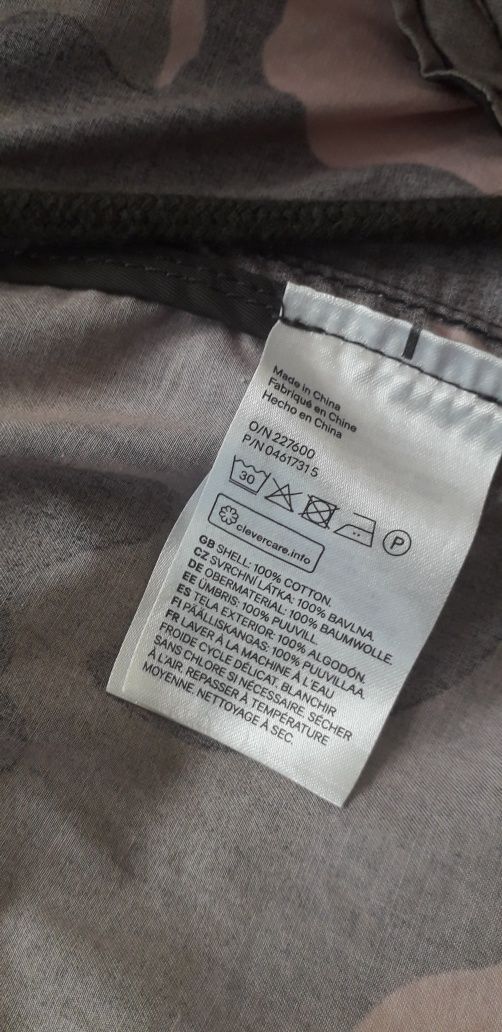 Made in China
Fabriqué en Chine
Hecho en China
O/N 227600
P/N 0461731 5
30
P
clevercare.info
GB SHELL: 100% COTTON.
CZ SVRCHNÍ LÁTKA: 100% BAVLNA.
DE OBERMATERIAL: 100% BAUMWOLLE.
EE ÜMBRIS: 100% PUUVILL.
ES TELA EXTERIOR: 100% ALGODÓN.
FI PÄÄLLISKANGAS: 100% PUUVILLAA.
FR LAVER À LA MACHINE À L'EAU
FROIDE CYCLE DÉLICAT. BLANCHIR
SANS CHLORE SI NÉCESSAIRE. SÉCHER
À L'AIR. REPASSER À TEMPÉRATURE
MOYENNE. NETTOYAGE À SEC.